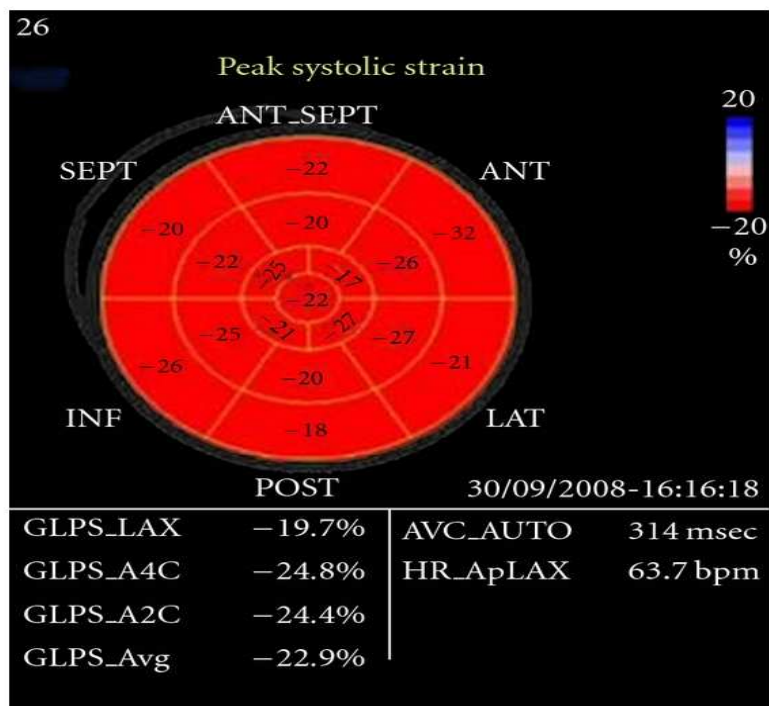 26
Peak systolic strain
ANT_SEPT
20
SEPT
ANT
−22
−20 −20 −32
−20
%
−22 −25 −17 −26
−22
−25 −21 −27 −27
−26 −21
−20
INF LAT
−18
POST
30/09/2008-16:16:18
GLPS_LAX −19.7% AVC_AUTO 314 msec
GLPS_A4C −24.8% HR_ApLAX 63.7 bpm
GLPS_A2C −24.4%
GLPS_Avg −22.9%